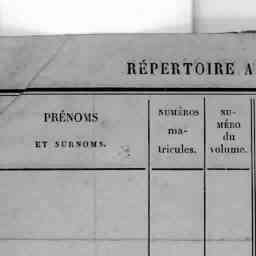 RÉPERTOIRE A
PRÉNOMS
ET SURNOMS.
NUMÉROS
ma-
tricules.
NU-
MÉRO
du
volume.